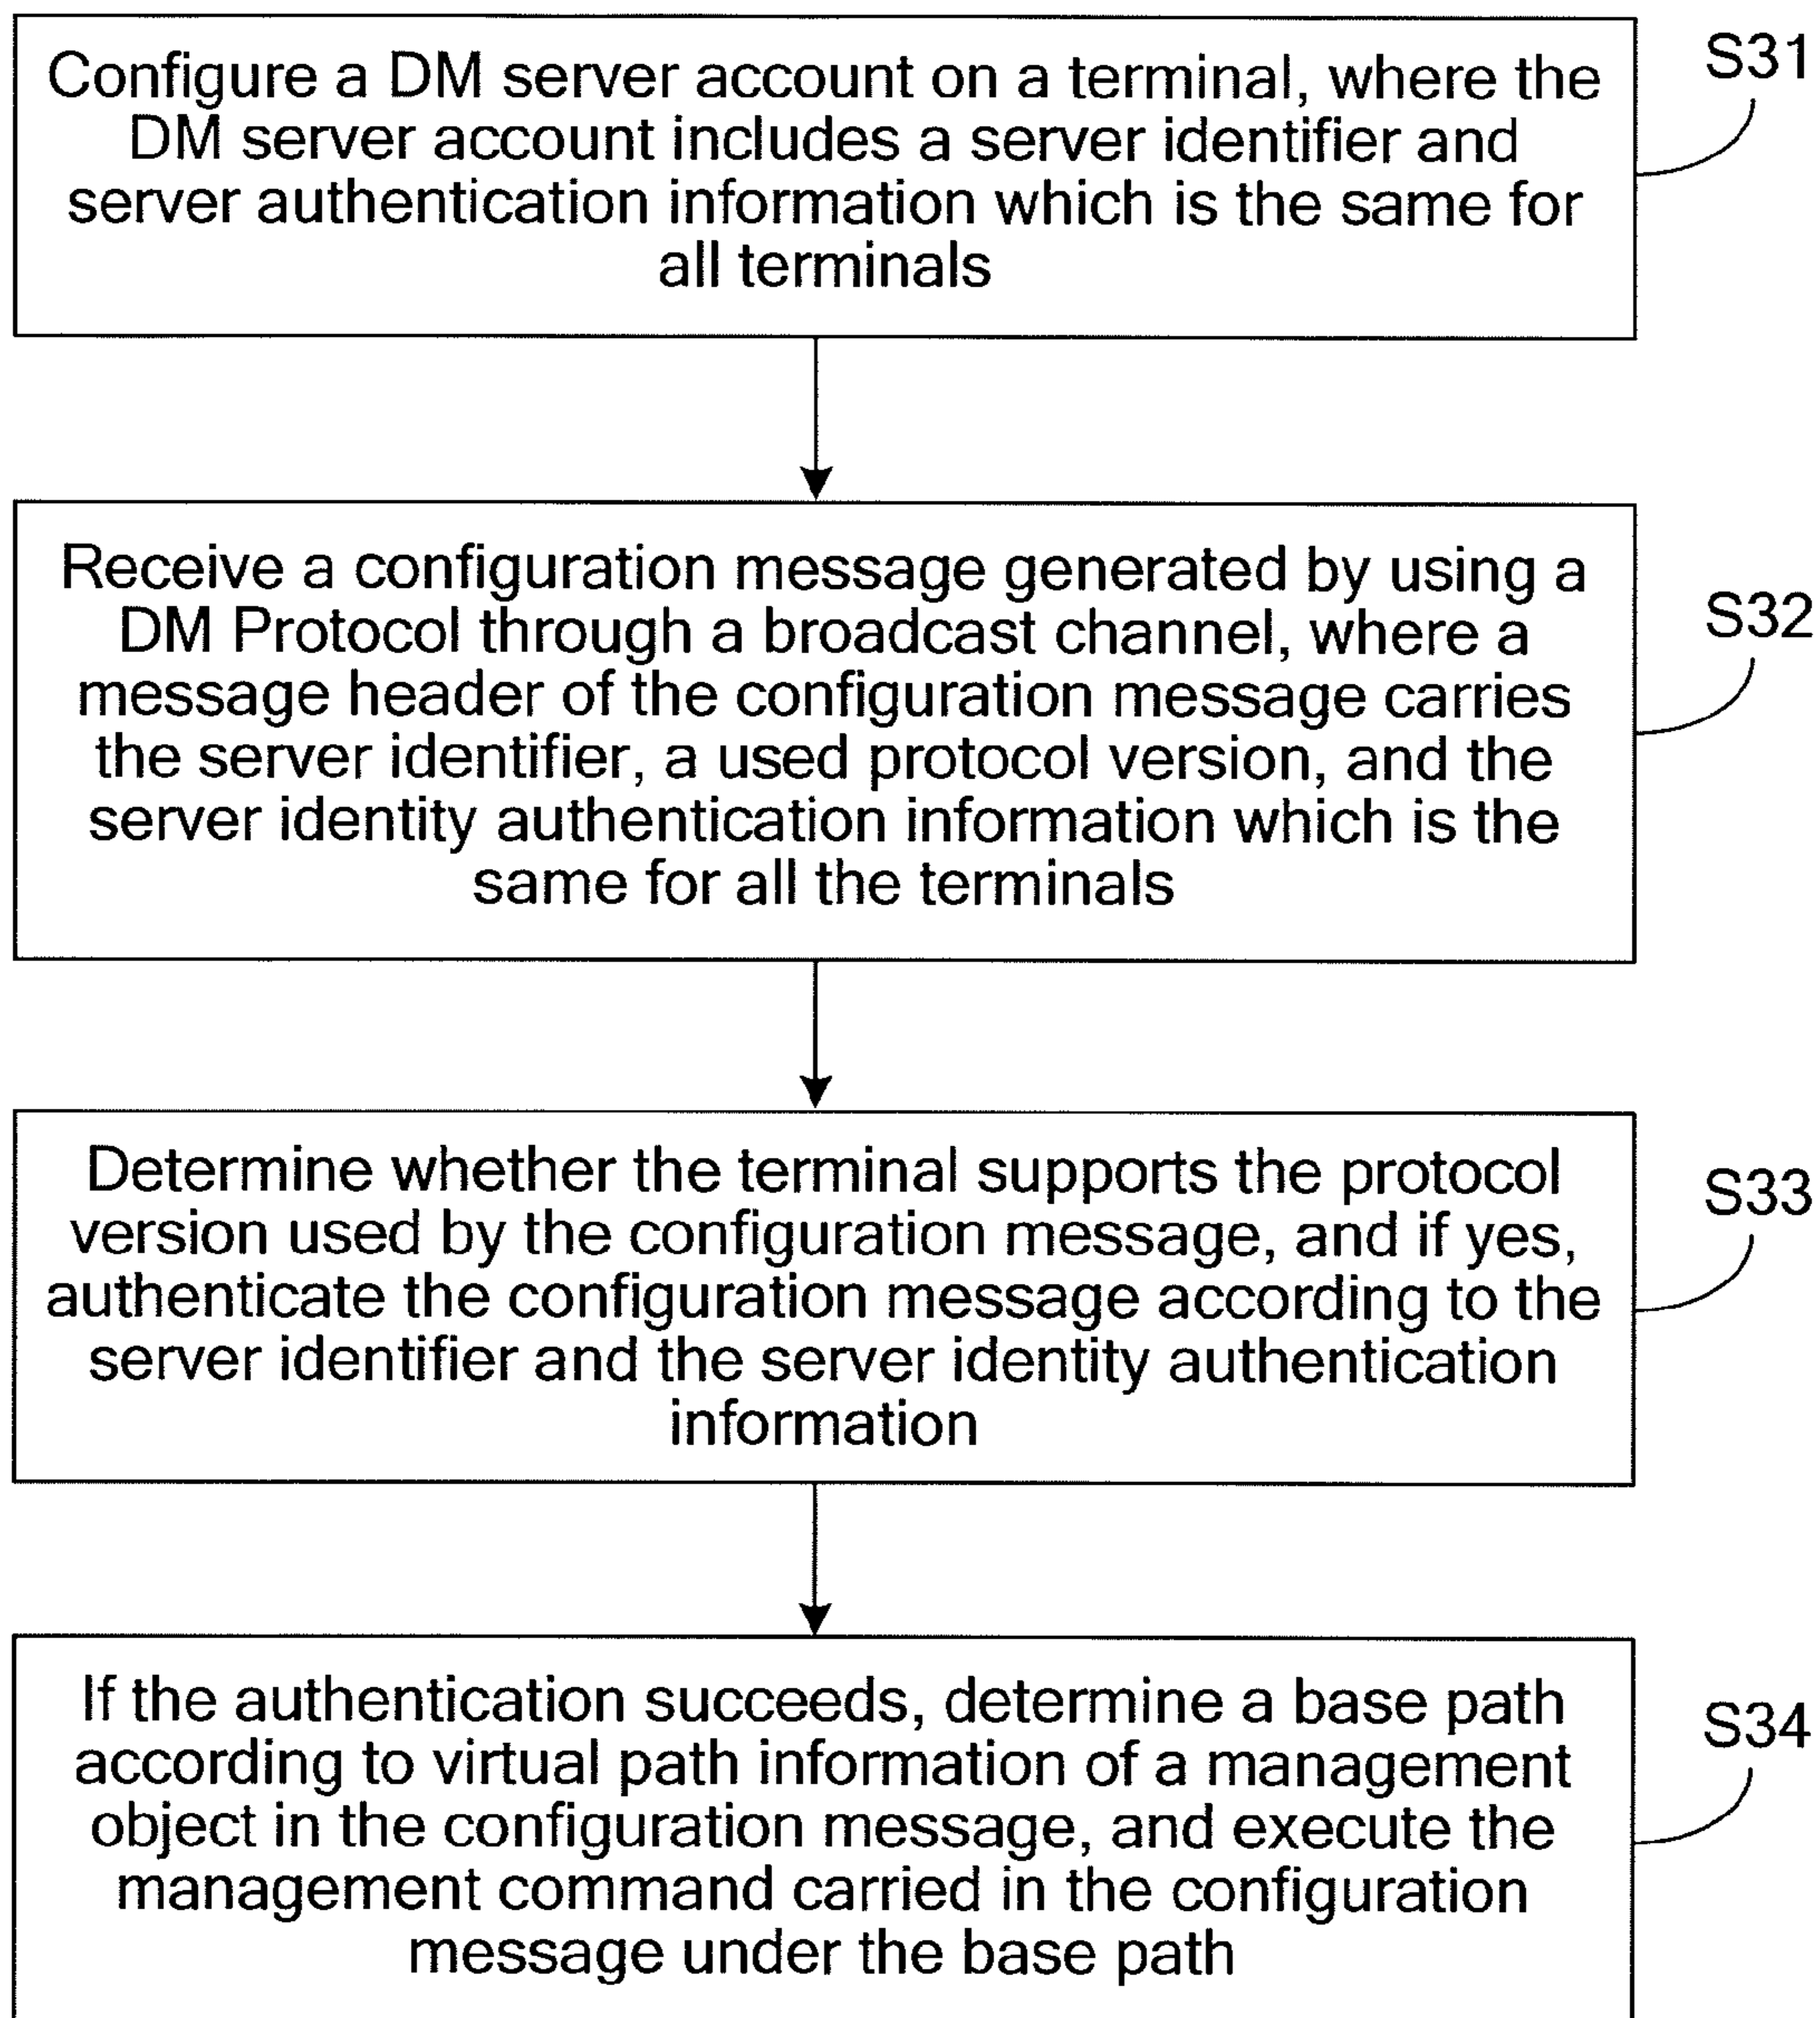 Configure a DM server account on a terminal, where the
DM server account includes a server identifier and
server authentication information which is the same for
all terminals
S31
Receive a configuration message generated by using a
DM Protocol through a broadcast channel, where a
message header of the configuration message carries
the server identifier, a used protocol version, and the
server identity authentication information which is the
same for all the terminals
S32
Determine whether the terminal supports the protocol
version used by the configuration message, and if yes,
authenticate the configuration message according to the
server identifier and the server identity authentication
information
S33
If the authentication succeeds, determine a base path
according to virtual path information of a management
object in the configuration message, and execute the
management command carried in the configuration
message under the base path
S34